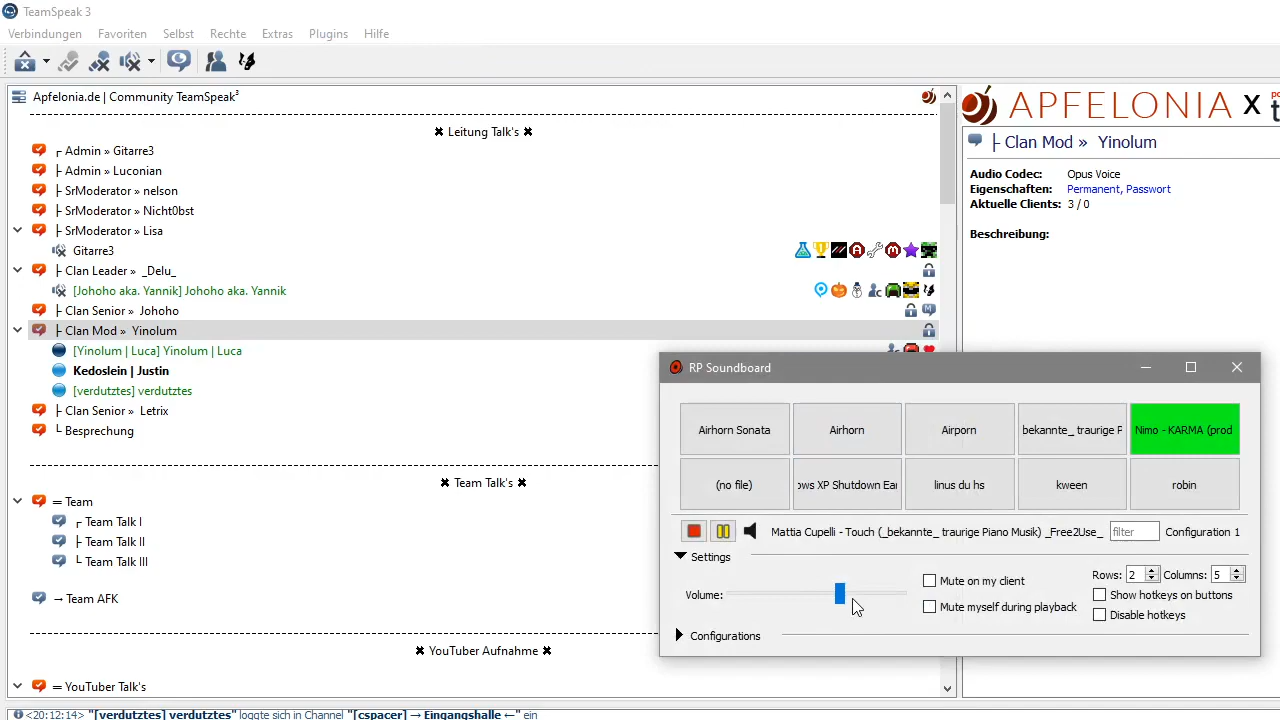 TeamSpeak 3
Verbindungen Favoriten Selbst Rechte Extras Plugins Hilfe
Apfelonia.de | Community TeamSpeak³
✖ Leitung Talk's ✖
┌ Admin » Gitarre3
├ Admin » Luconian
├ SrModerator » nelson
├ SrModerator » Nicht0bst
├ SrModerator » Lisa
Gitarre3
├ Clan Leader » _Delu_
[Johoho aka. Yannik] Johoho aka. Yannik
├ Clan Senior » Johoho
├ Clan Mod » Yinolum
[Yinolum | Luca] Yinolum | Luca
Kedoslein | Justin
[verdutztes] verdutztes
├ Clan Senior » Letrix
└ Besprechung
✖ Team Talk's ✖
═ Team
┌ Team Talk I
├ Team Talk II
└ Team Talk III
→ Team AFK
✖ YouTuber Aufnahme ✖
═ YouTuber Talk's
<20:12:14> "[verdutztes] verdutztes" loggte sich in Channel "[cspacer] → Eingangshalle ←" ein
APFELONIA X
├ Clan Mod » Yinolum
Audio Codec: Opus Voice
Eigenschaften: Permanent, Passwort
Aktuelle Clients: 3 / 0
Beschreibung:
RP Soundboard
Airhorn Sonata Airhorn Airporn bekannte_ traurige P Nimo - KARMA (prod
(no file) ows XP Shutdown Ear linus du hs kween robin
Mattia Cupelli - Touch (_bekannte_ traurige Piano Musik) _Free2Use_ filter Configuration 1
Settings
Volume:
Mute on my client
Mute myself during playback
Rows: 2 Columns: 5
Show hotkeys on buttons
Disable hotkeys
Configurations